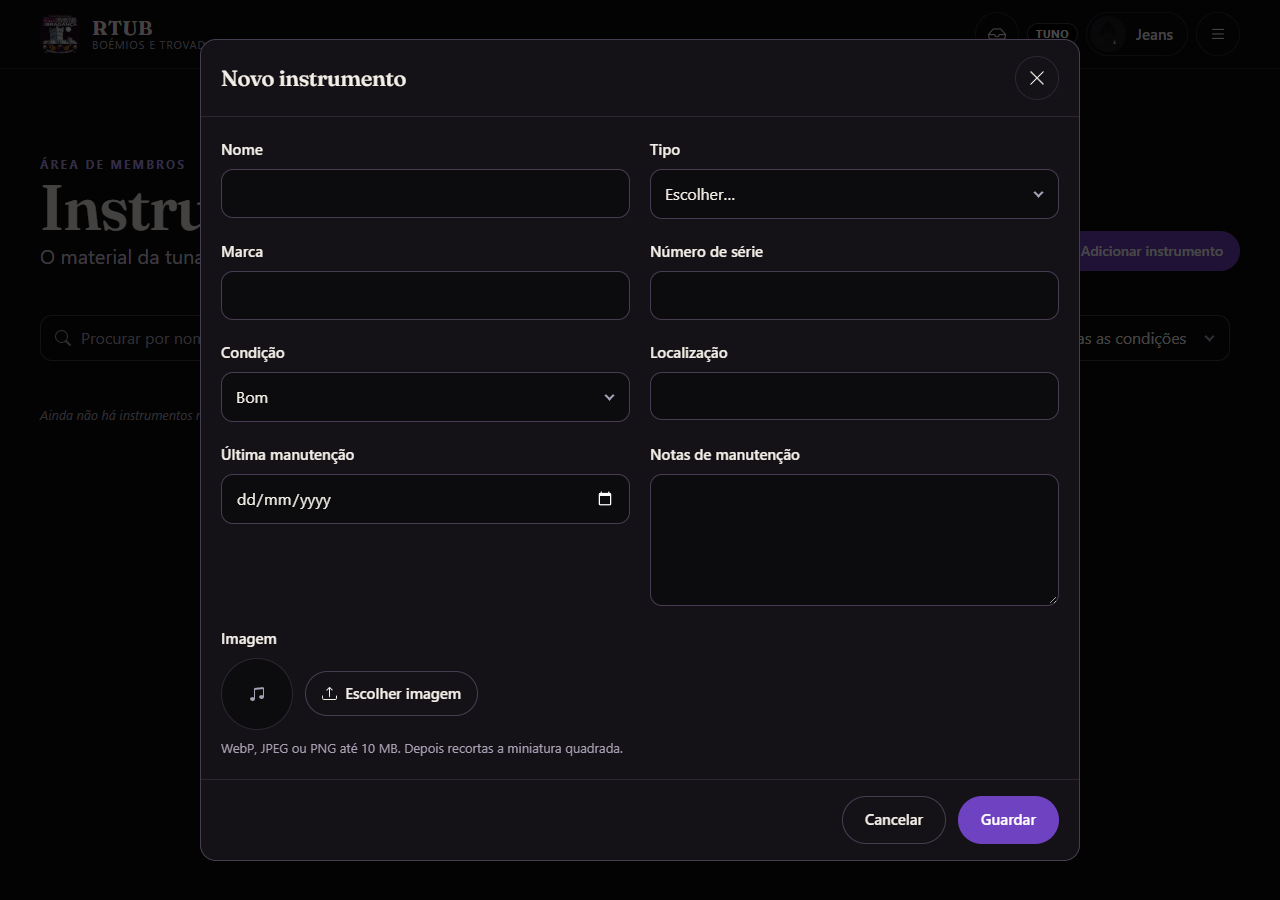 RTUB
BOÉMIOS E TROVAD
TUNO
Jeans
Novo instrumento
ÁREA DE MEMBROS
Instru
O material da tuna
Adicionar instrumento
Procurar por nom
as as condições
Ainda não há instrumentos
Nome
Tipo
Escolher...
Marca
Número de série
Condição
Localização
Bom
Última manutenção
Notas de manutenção
dd/mm/yyyy
Imagem
Escolher imagem
WebP, JPEG ou PNG até 10 MB. Depois recortas a miniatura quadrada.
Cancelar
Guardar